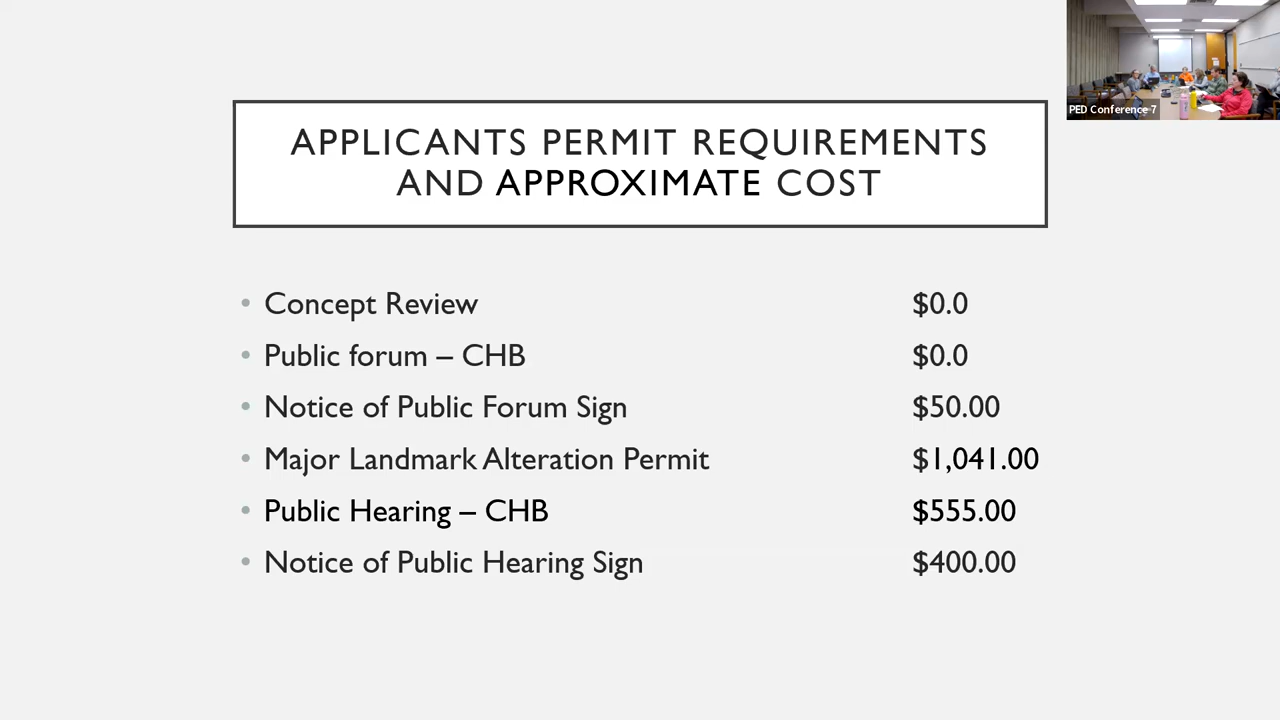 PED Conference 7
APPLICANTS PERMIT REQUIREMENTS
AND APPROXIMATE COST
• Concept Review $0.0
• Public forum – CHB $0.0
• Notice of Public Forum Sign $50.00
• Major Landmark Alteration Permit $1,041.00
• Public Hearing – CHB $555.00
• Notice of Public Hearing Sign $400.00